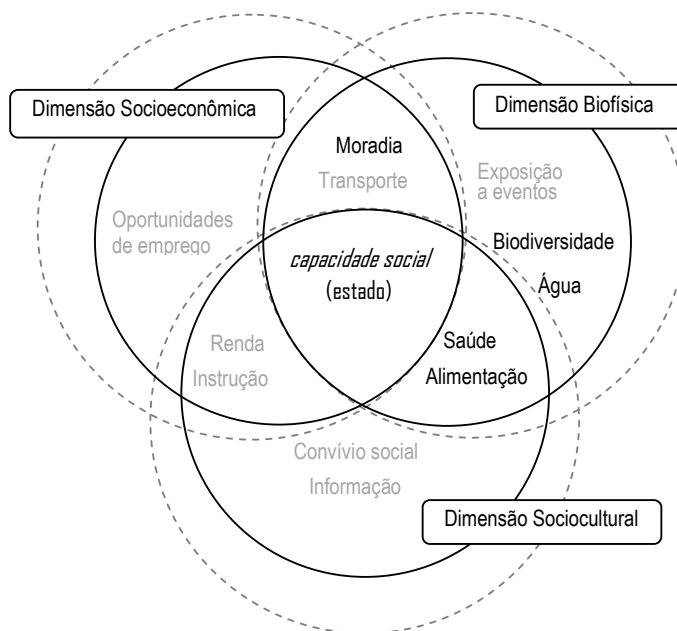 Dimensão Socioeconômica
Dimensão Biofísica
Moradia
Transporte
Exposição
a eventos
Oportunidades
de emprego
Biodiversidade
Água
capacidade social
(estado)
Renda
Instrução
Saúde
Alimentação
Convívio social
Informação
Dimensão Sociocultural